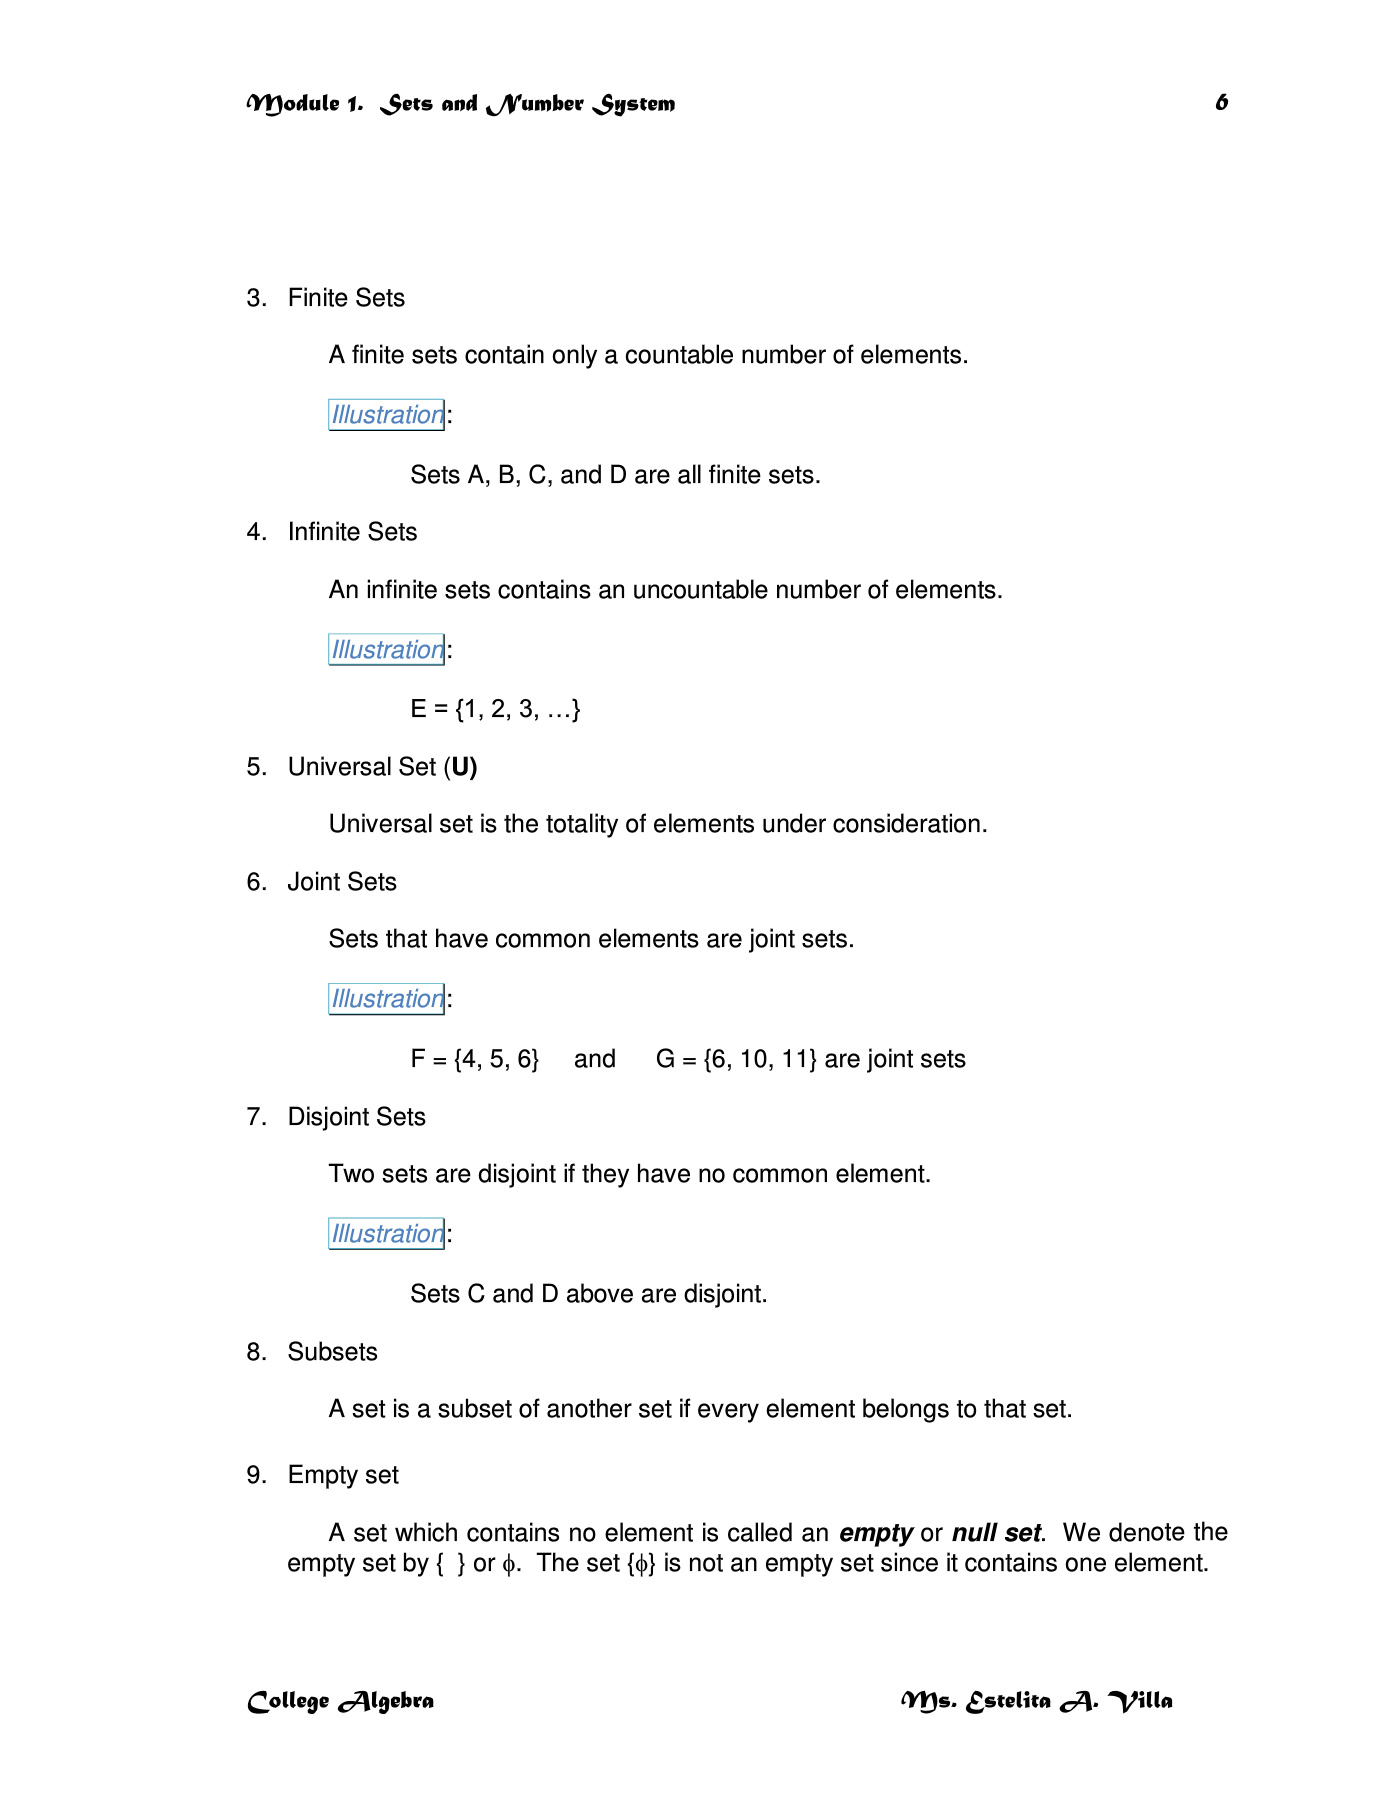 Module 1.  Sets and Number System 6
3. Finite Sets
A finite sets contain only a countable number of elements.
Illustration:
Sets A, B, C, and D are all finite sets.
4. Infinite Sets
An infinite sets contains an uncountable number of elements.
Illustration:
E = {1, 2, 3, …}
5. Universal Set (U)
Universal set is the totality of elements under consideration.
6. Joint Sets
Sets that have common elements are joint sets.
Illustration:
F = {4, 5, 6} and G = {6, 10, 11} are joint sets
7. Disjoint Sets
Two sets are disjoint if they have no common element.
Illustration:
Sets C and D above are disjoint.
8. Subsets
A set is a subset of another set if every element belongs to that set.
9. Empty set
A set which contains no element is called an empty or null set.  We denote the
empty set by {  } or ϕ.  The set {ϕ} is not an empty set since it contains one element.
College Algebra Ms. Estelita A. Villa